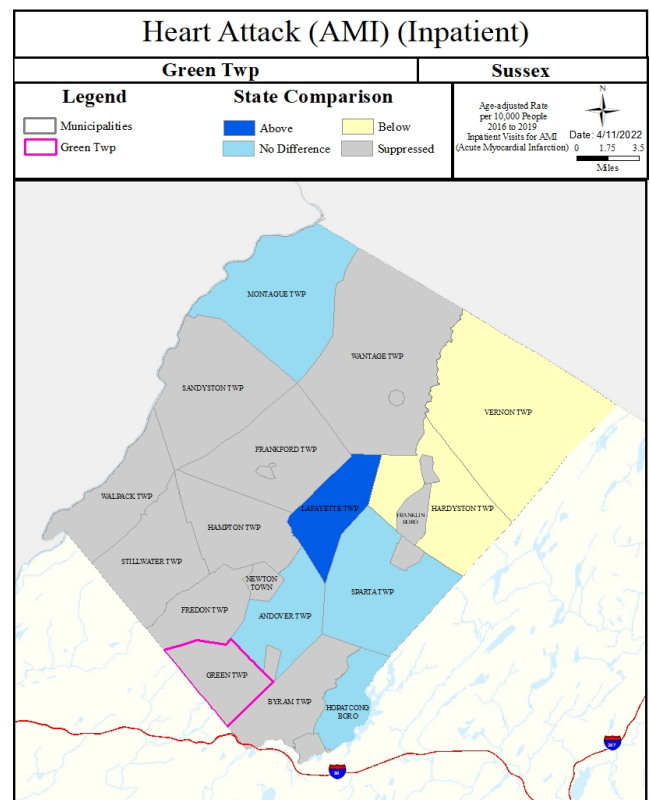 Heart Attack (AMI) (Inpatient)
Green Twp
Sussex
Legend
Municipalities
Green Twp
State Comparison
Above
Below
No Difference
Suppressed
Age-adjusted Rate
per 10,000 People
2016 to 2019
Inpatient Visits for AMI
(Acute Myocardial Infarction)
N
Date: 4/11/2022
0 1.75 3.5
Miles
MONTAGUE TWP
WANTAGE TWP
SANDYSTON TWP
VERNON TWP
FRANKFORD TWP
WALPACK TWP
LAFAYETTE TWP
HARDYSTON TWP
FRANKLIN
BORO
HAMPTON TWP
STILLWATER TWP
NEWTON
TOWN
SPARTA TWP
FREDON TWP
ANDOVER TWP
GREEN TWP
BYRAM TWP
HOPATCONG
BORO
80
287